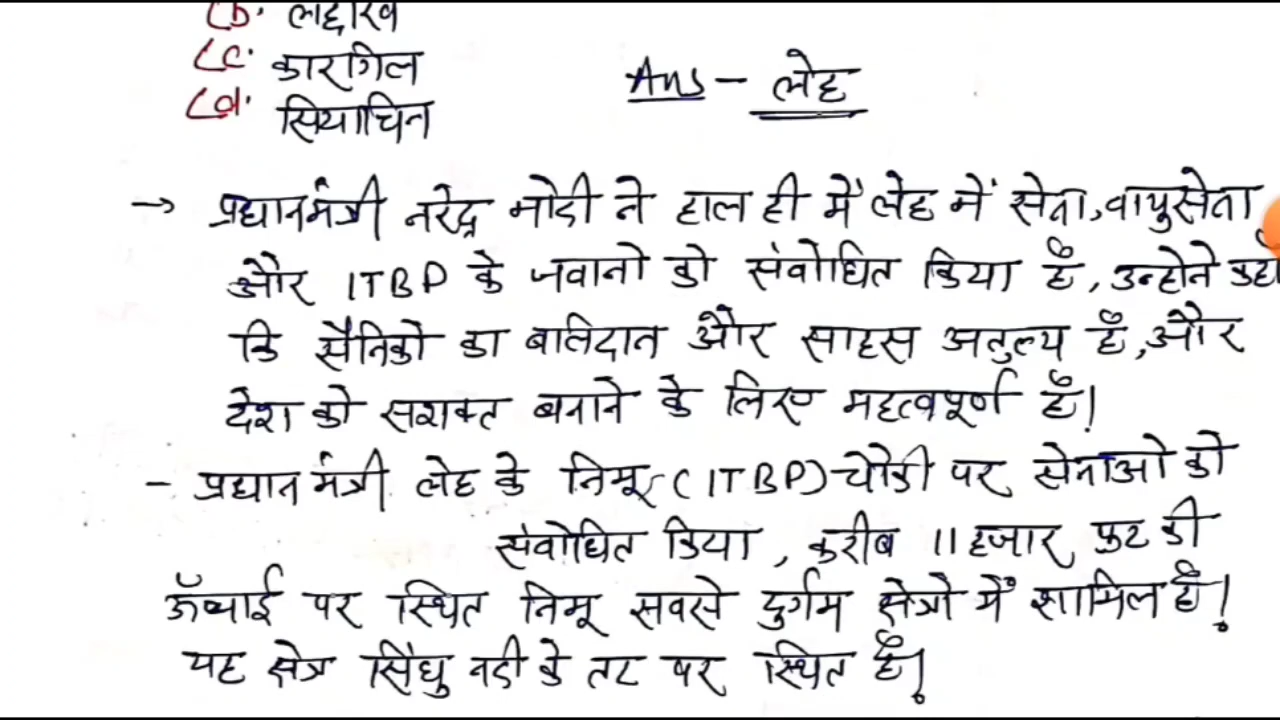 (b. लद्दाख
(c. कारगिल
(d. सियाचिन
Ans - लेह
→ प्रधानमंत्री नरेंद्र मोदी ने हाल ही में लेह में सेना, वायुसेना
और ITBP के जवानो को संवोधित किया है, उन्होने कहा
कि सैनिको का बलिदान और साहस अतुल्य है, और
देश को सशक्त बनाने के लिए महत्वपूर्ण है।
- प्रधानमंत्री लेह के निमू (ITBP) चौकी पर सेनाओ को
संवोधित किया, करीब 11 हजार फुट की
ऊँचाई पर स्थित निमू सबसे दुर्गम क्षेत्रो में शामिल है।
यह क्षेत्र सिंधु नदी के तट पर स्थित है।